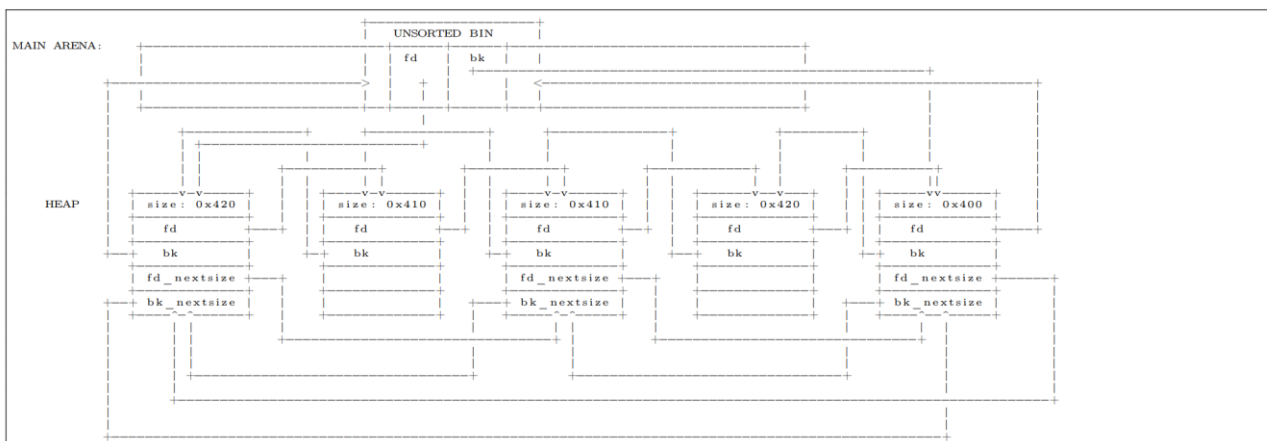 UNSORTED BIN
MAIN ARENA:
fd bk
HEAP size: 0x420 size: 0x410 size: 0x410 size: 0x420 size: 0x400
fd fd fd fd fd
bk bk bk bk bk
fd_nextsize fd_nextsize fd_nextsize
bk_nextsize bk_nextsize bk_nextsize